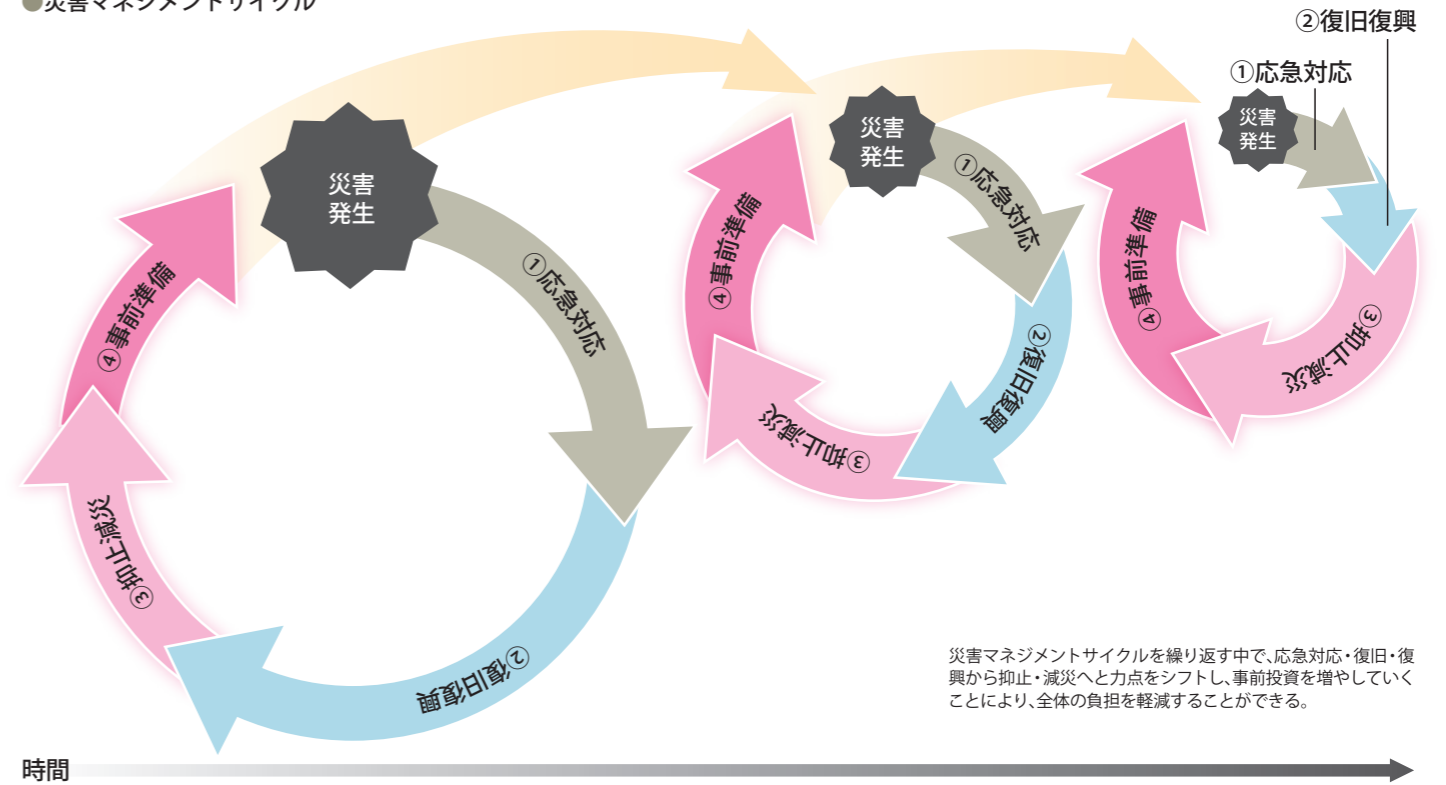 ●災害マネジメントサイクル
②復旧復興
①応急対応
災害
発生
①応急対応
②復旧復興
③抑止減災
④事前準備
災害
発生
①応急対応
②復旧復興
③抑止減災
④事前準備
災害
発生
③抑止減災
④事前準備
災害マネジメントサイクルを繰り返す中で、応急対応・復旧・復
興から抑止・減災へと力点をシフトし、事前投資を増やしていく
ことにより、全体の負担を軽減することができる。
時間